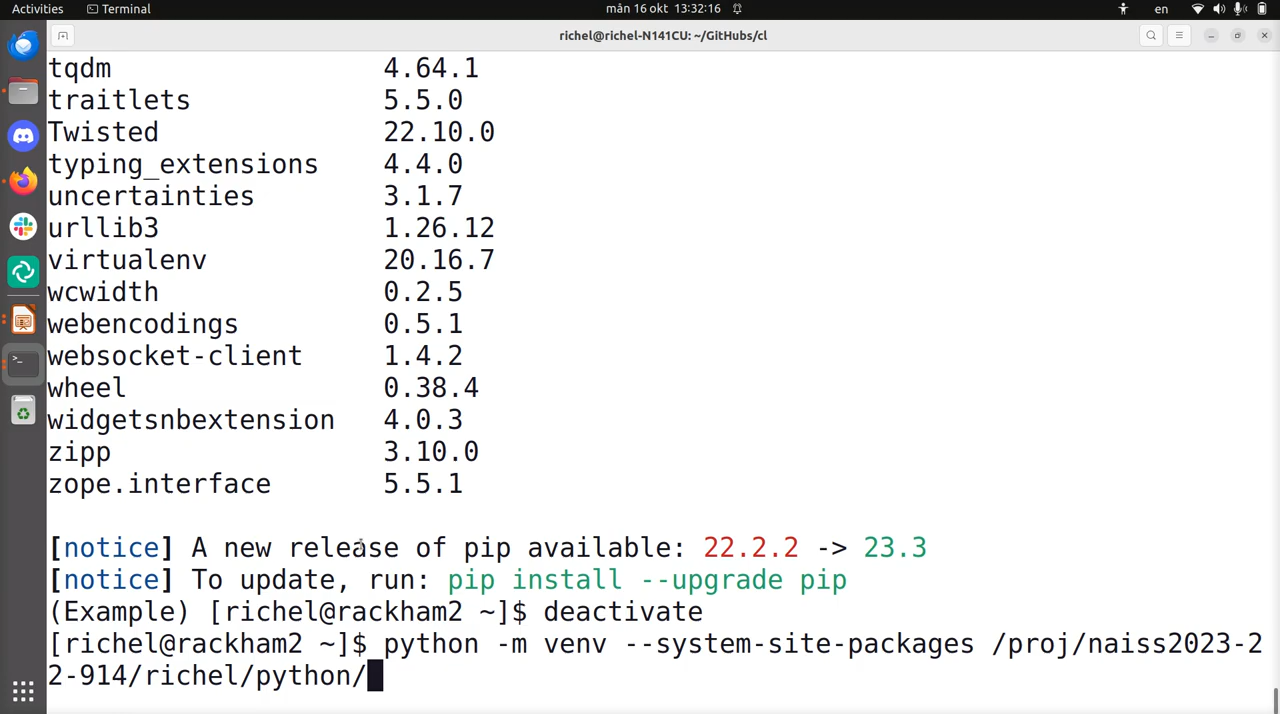 Activities Terminal mån 16 okt 13:32:16 en
richel@richel-N141CU: ~/GitHubs/cl
tqdm 4.64.1
traitlets 5.5.0
Twisted 22.10.0
typing_extensions 4.4.0
uncertainties 3.1.7
urllib3 1.26.12
virtualenv 20.16.7
wcwidth 0.2.5
webencodings 0.5.1
websocket-client 1.4.2
wheel 0.38.4
widgetsnbextension 4.0.3
zipp 3.10.0
zope.interface 5.5.1
[notice] A new release of pip available: 22.2.2 -> 23.3
[notice] To update, run: pip install --upgrade pip
(Example) [richel@rackham2 ~]$ deactivate
[richel@rackham2 ~]$ python -m venv --system-site-packages /proj/naiss2023-2
2-914/richel/python/